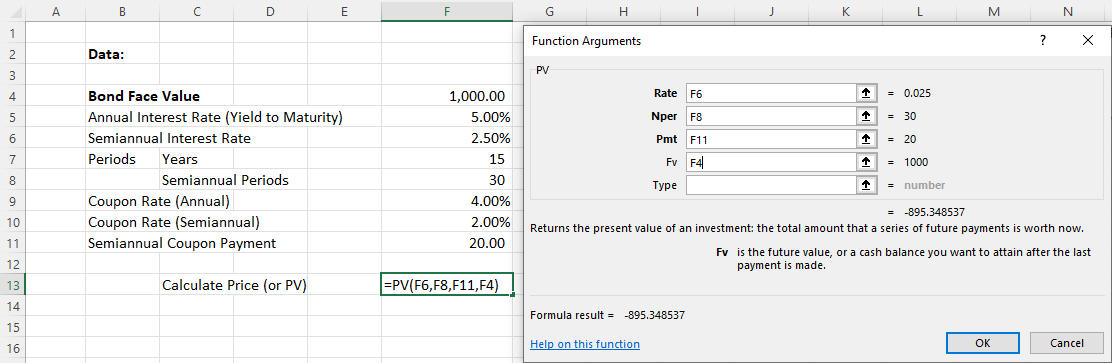 A B C D E F G H I J K L M N
1
2 Data:
3
4 Bond Face Value 1,000.00
5 Annual Interest Rate (Yield to Maturity) 5.00%
6 Semiannual Interest Rate 2.50%
7 Periods Years 15
8 Semiannual Periods 30
9 Coupon Rate (Annual) 4.00%
10 Coupon Rate (Semiannual) 2.00%
11 Semiannual Coupon Payment 20.00
12
13 Calculate Price (or PV) =PV(F6,F8,F11,F4)
14
15
16
Function Arguments ? ×
PV
Rate F6 = 0.025
Nper F8 = 30
Pmt F11 = 20
Fv F4 = 1000
Type = number
= -895.348537
Returns the present value of an investment: the total amount that a series of future payments is worth now.
Fv is the future value, or a cash balance you want to attain after the last
payment is made.
Formula result = -895.348537
Help on this function OK Cancel